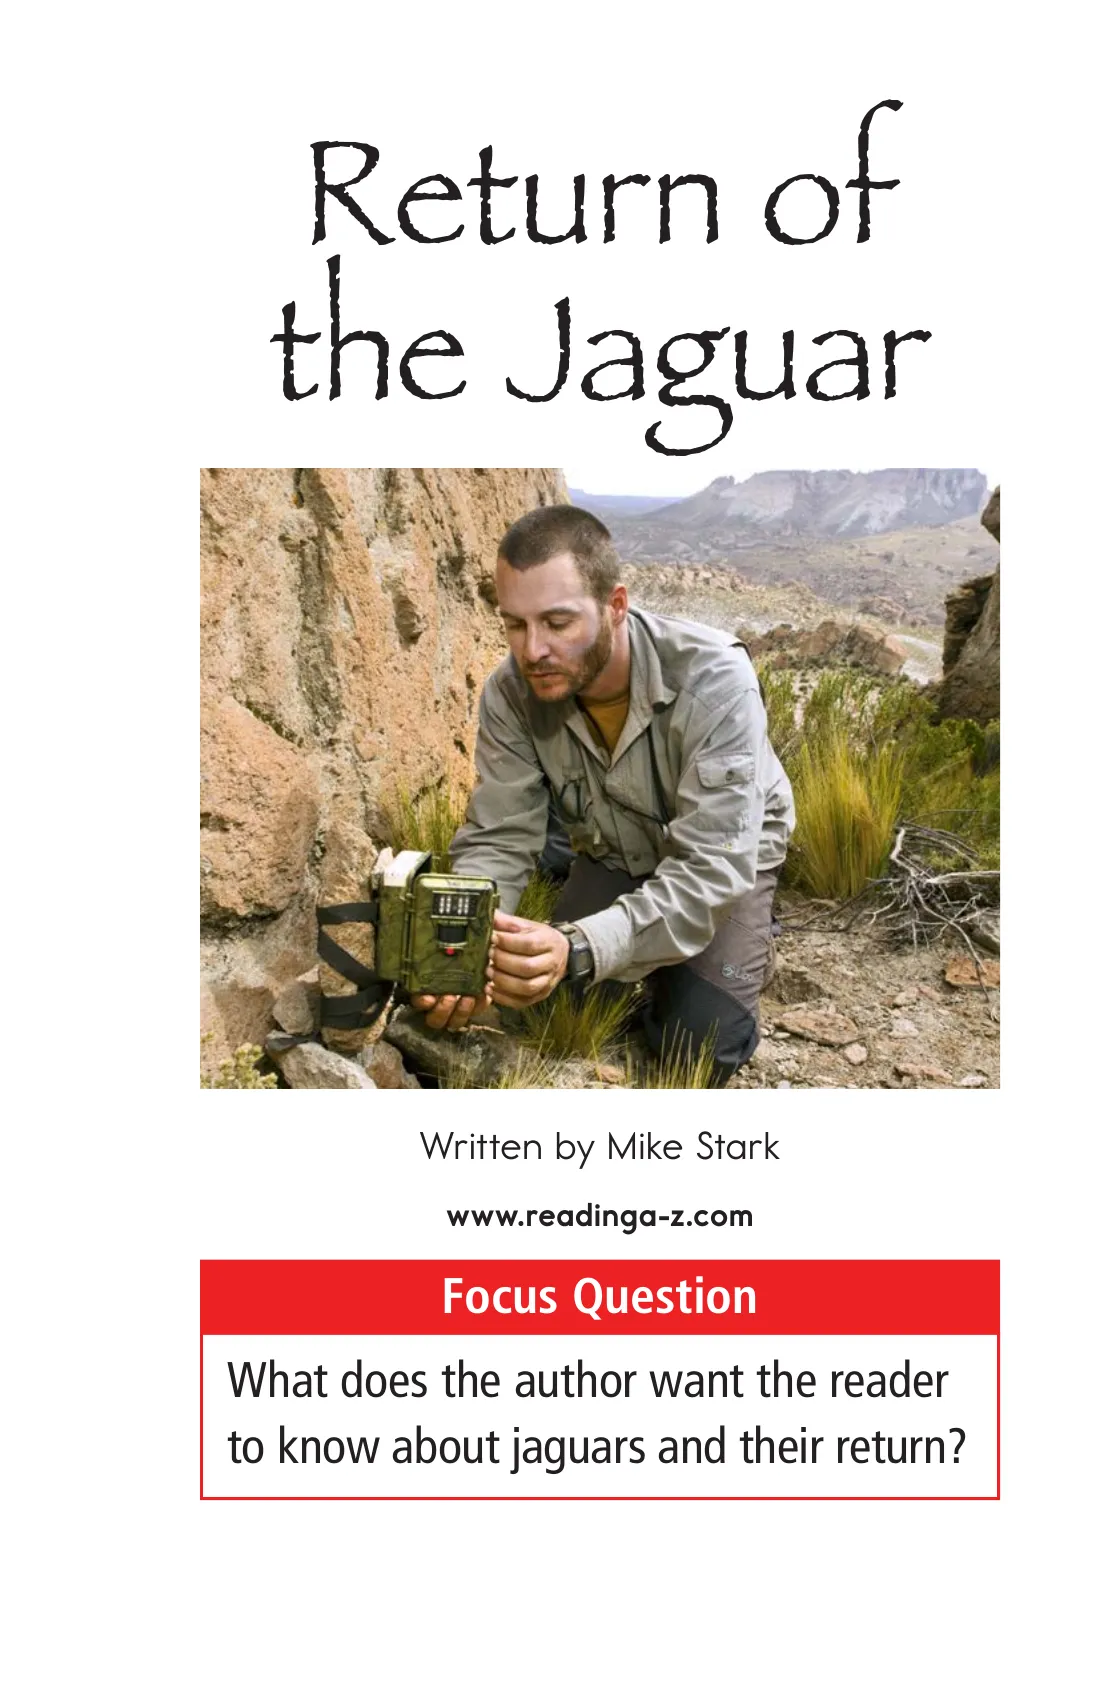 Return of
the Jaguar
Written by Mike Stark
www.readinga-z.com
Focus Question
What does the author want the reader
to know about jaguars and their return?